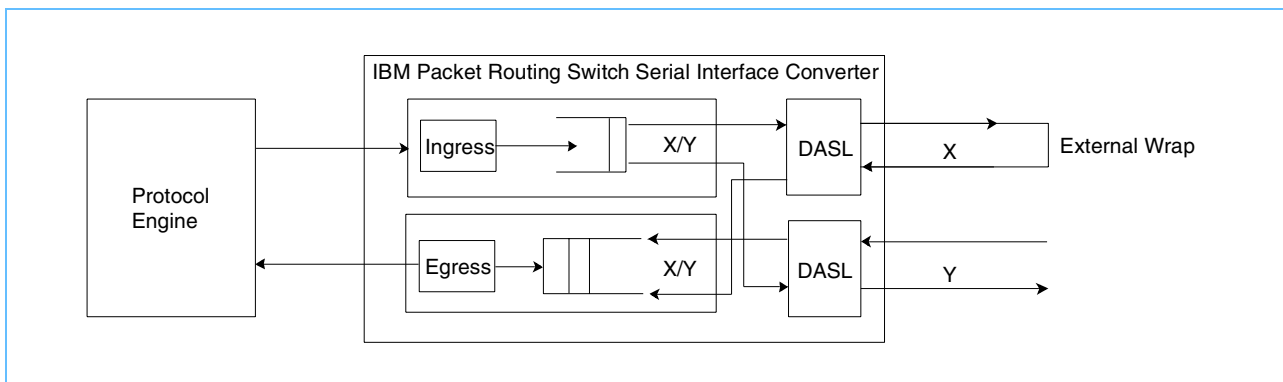 IBM Packet Routing Switch Serial Interface Converter
Protocol
Engine
Ingress
X/Y
DASL
X
External Wrap
Egress
X/Y
DASL
Y